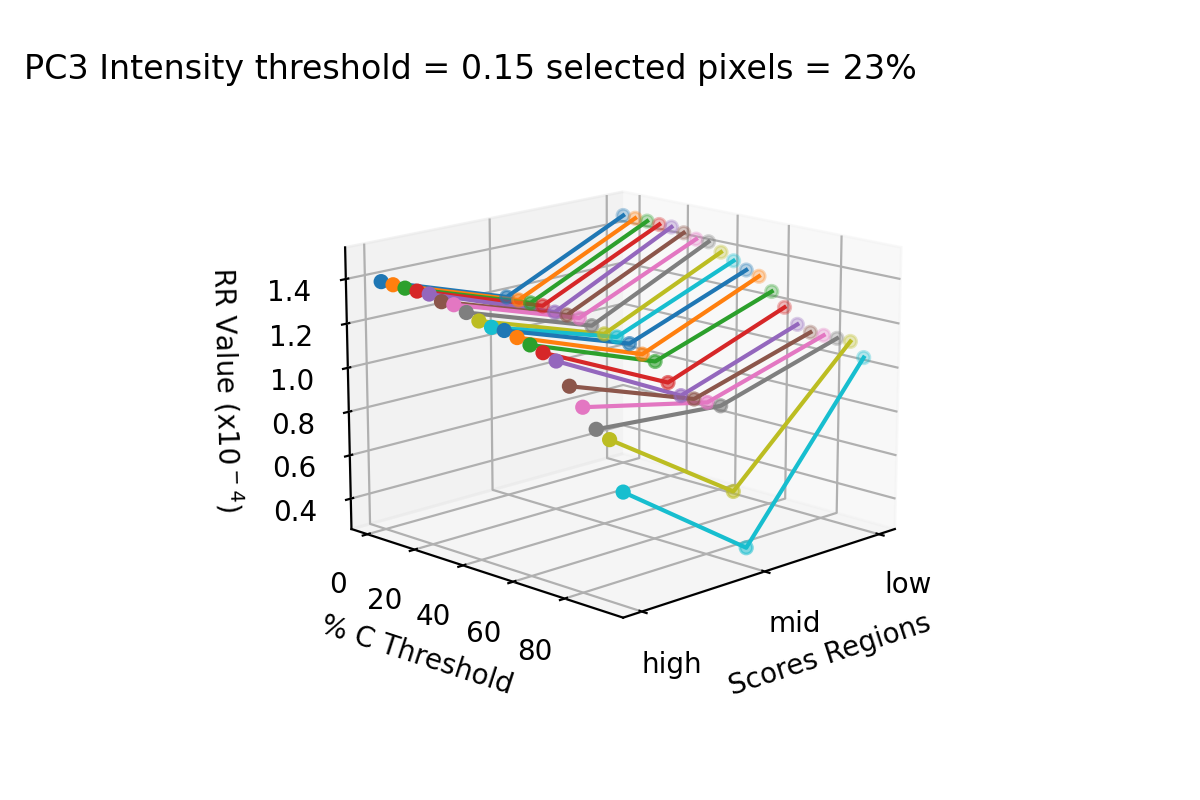 PC3 Intensity threshold = 0.15 selected pixels = 23%
RR Value (x10⁻⁴)
1.4
1.2
1.0
0.8
0.6
0.4
0
20
40
60
80
% C Threshold
high
mid
low
Scores Regions